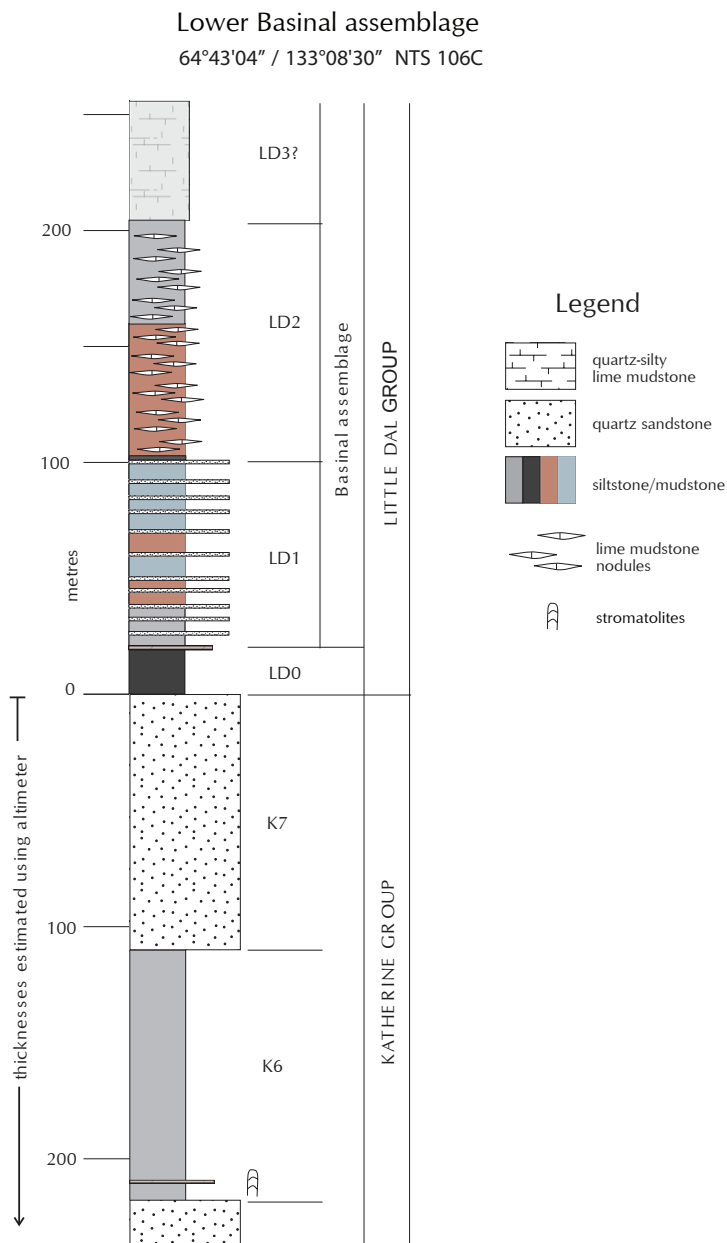 Lower Basinal assemblage
64°43'04” / 133°08'30” NTS 106C
LD3?
200
LD2
100
LD1
metres
0
LD0
K7
100
K6
200
thicknesses estimated using altimeter
Basinal assemblage
LITTLE DAL GROUP
KATHERINE GROUP
Legend
quartz-silty
lime mudstone
quartz sandstone
siltstone/mudstone
lime mudstone
nodules
stromatolites